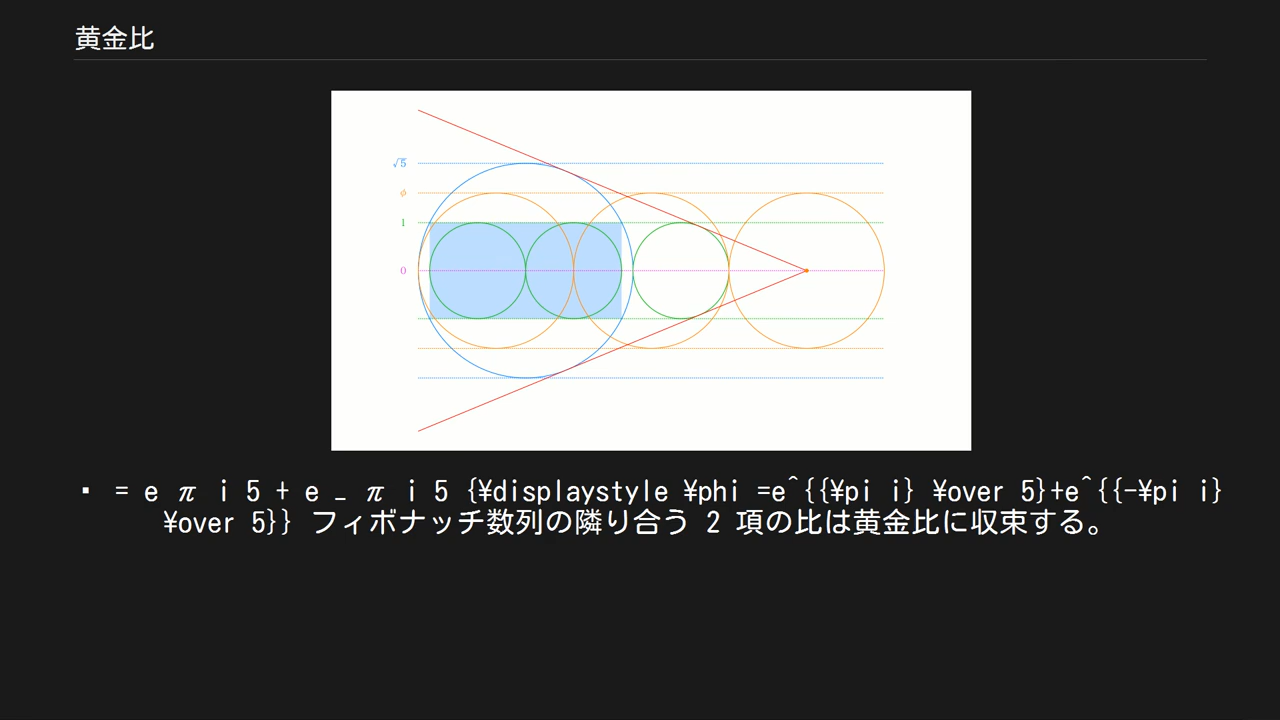 黄金比
√5
ϕ
1
0
▪ = e π i 5 + e − π i 5 {¥displaystyle ¥phi =e^{{¥pi i} ¥over 5}+e^{{-¥pi i}
¥over 5}} フィボナッチ数列の隣り合う 2 項の比は黄金比に収束する。